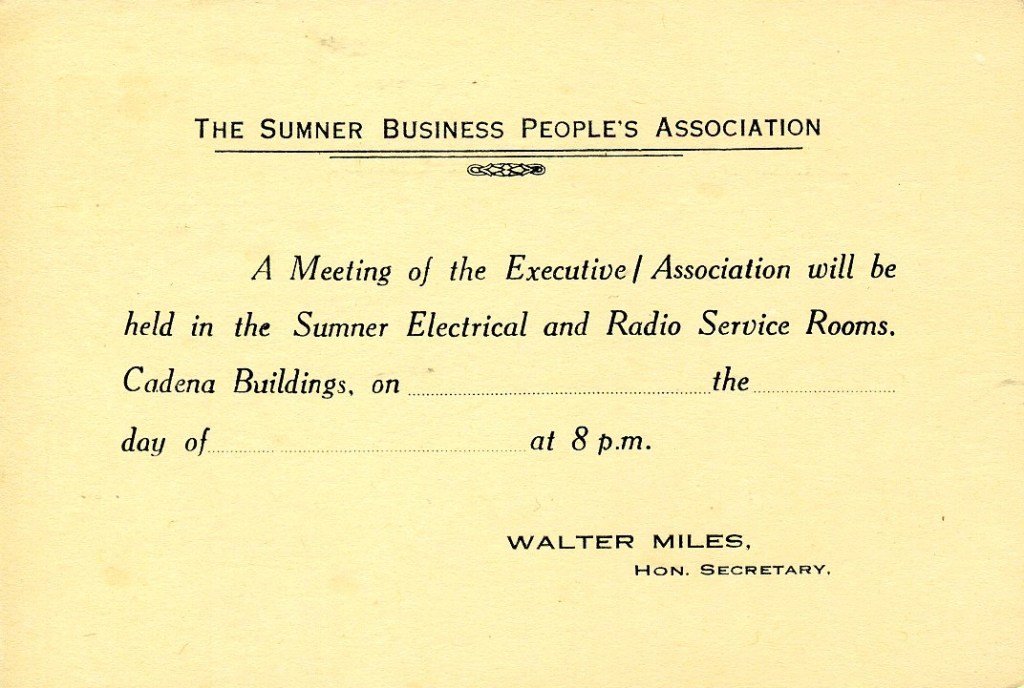 THE SUMNER BUSINESS PEOPLE'S ASSOCIATION
A Meeting of the Executive / Association will be
held in the Sumner Electrical and Radio Service Rooms,
Cadena Buildings, on ........................ the ............
day of ........................ at 8 p.m.
WALTER MILES,
HON. SECRETARY.